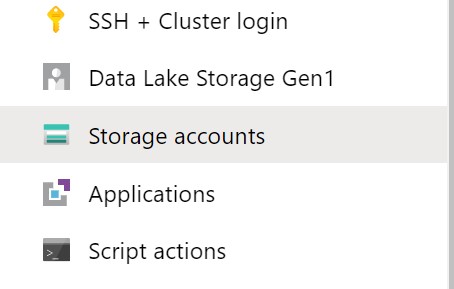 SSH + Cluster login
Data Lake Storage Gen1
Storage accounts
Applications
Script actions